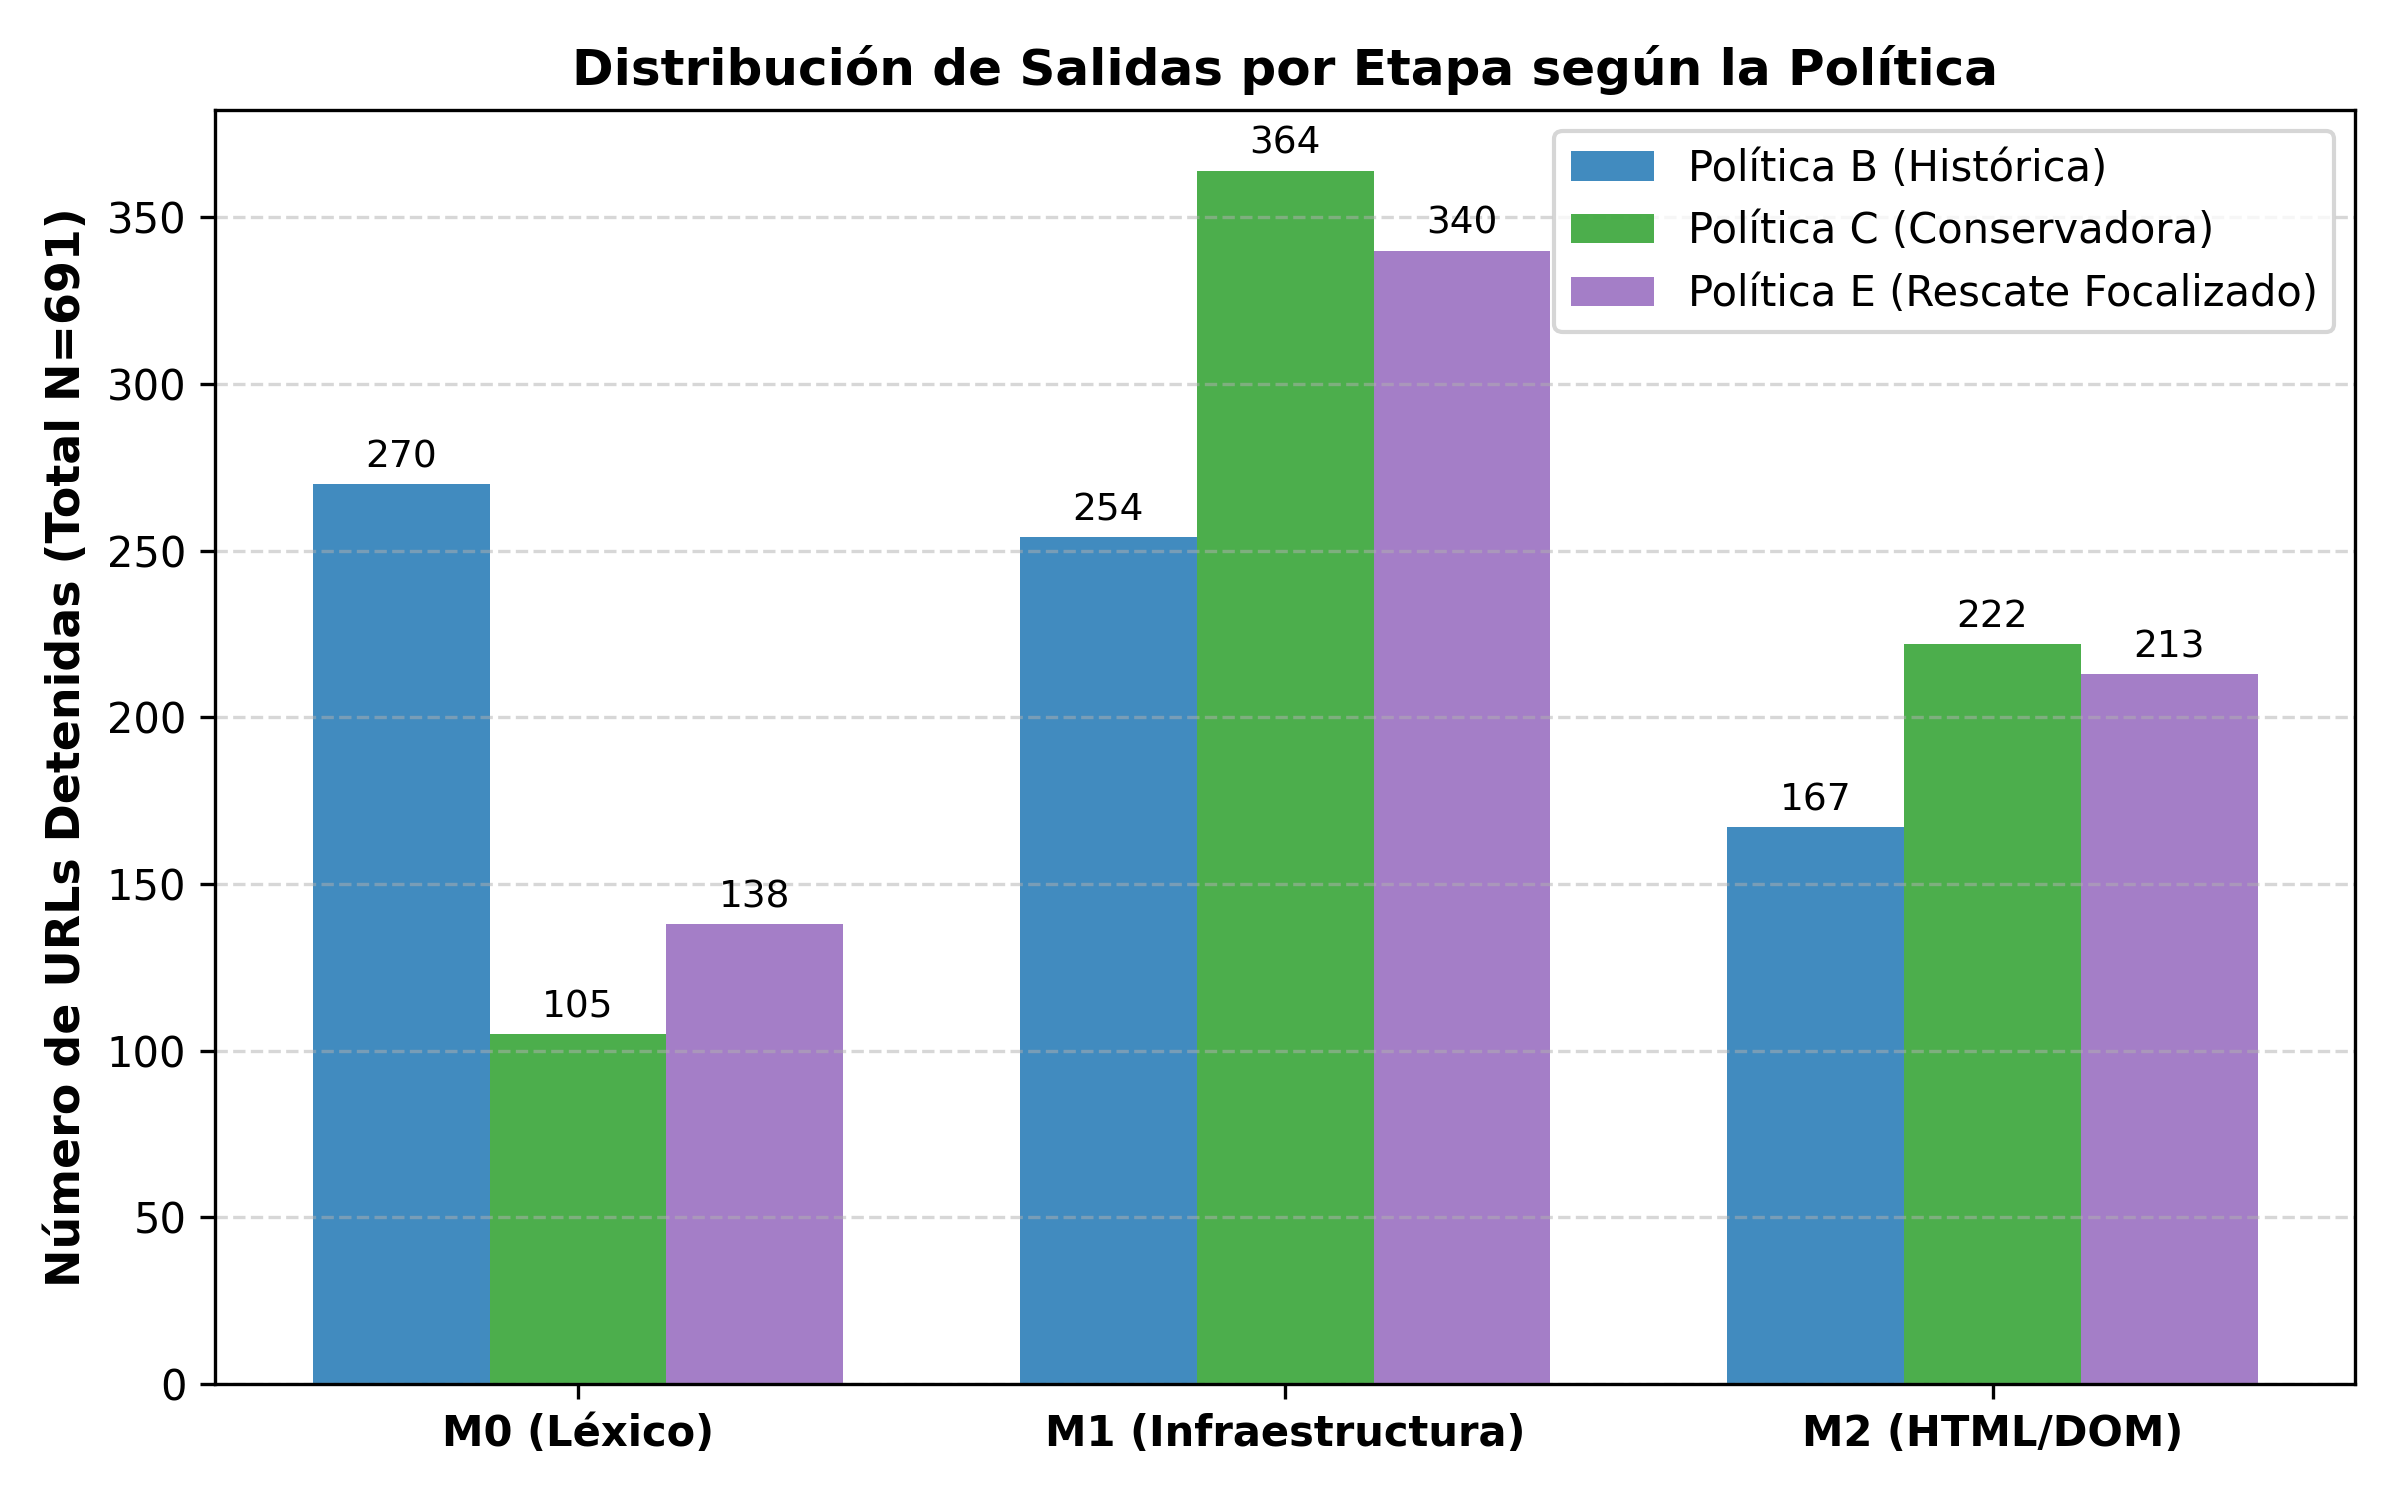 Distribución de Salidas por Etapa según la Política
Número de URLs Detenidas (Total N=691)
350
300
250
200
150
100
50
0
270
105
138
254
364
340
167
222
213
Política B (Histórica)
Política C (Conservadora)
Política E (Rescate Focalizado)
M0 (Léxico)
M1 (Infraestructura)
M2 (HTML/DOM)